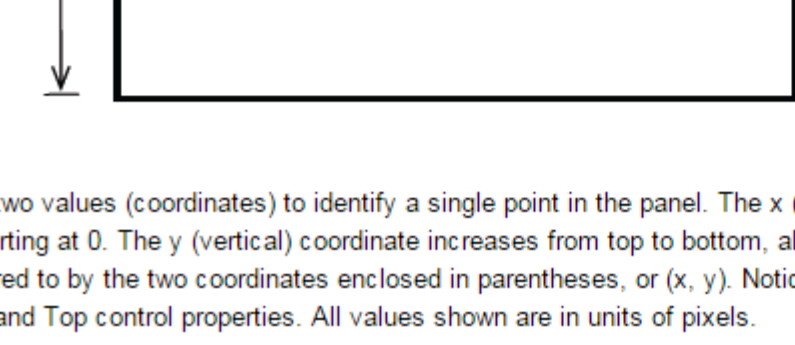 two values (coordinates) to identify a single point in the panel. The x (
rting at 0. The y (vertical) coordinate increases from top to bottom, al
red to by the two coordinates enclosed in parentheses, or (x, y). Notic
and Top control properties. All values shown are in units of pixels.